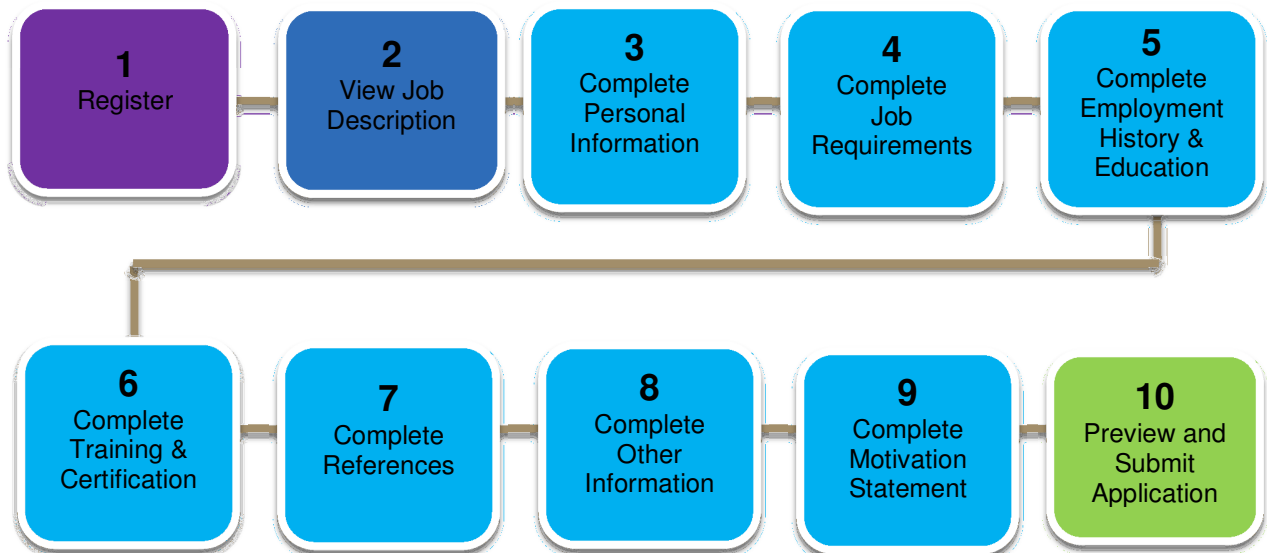 1
Register
2
View Job
Description
3
Complete
Personal
Information
4
Complete
Job
Requirements
5
Complete
Employment
History &
Education
6
Complete
Training &
Certification
7
Complete
References
8
Complete
Other
Information
9
Complete
Motivation
Statement
10
Preview and
Submit
Application